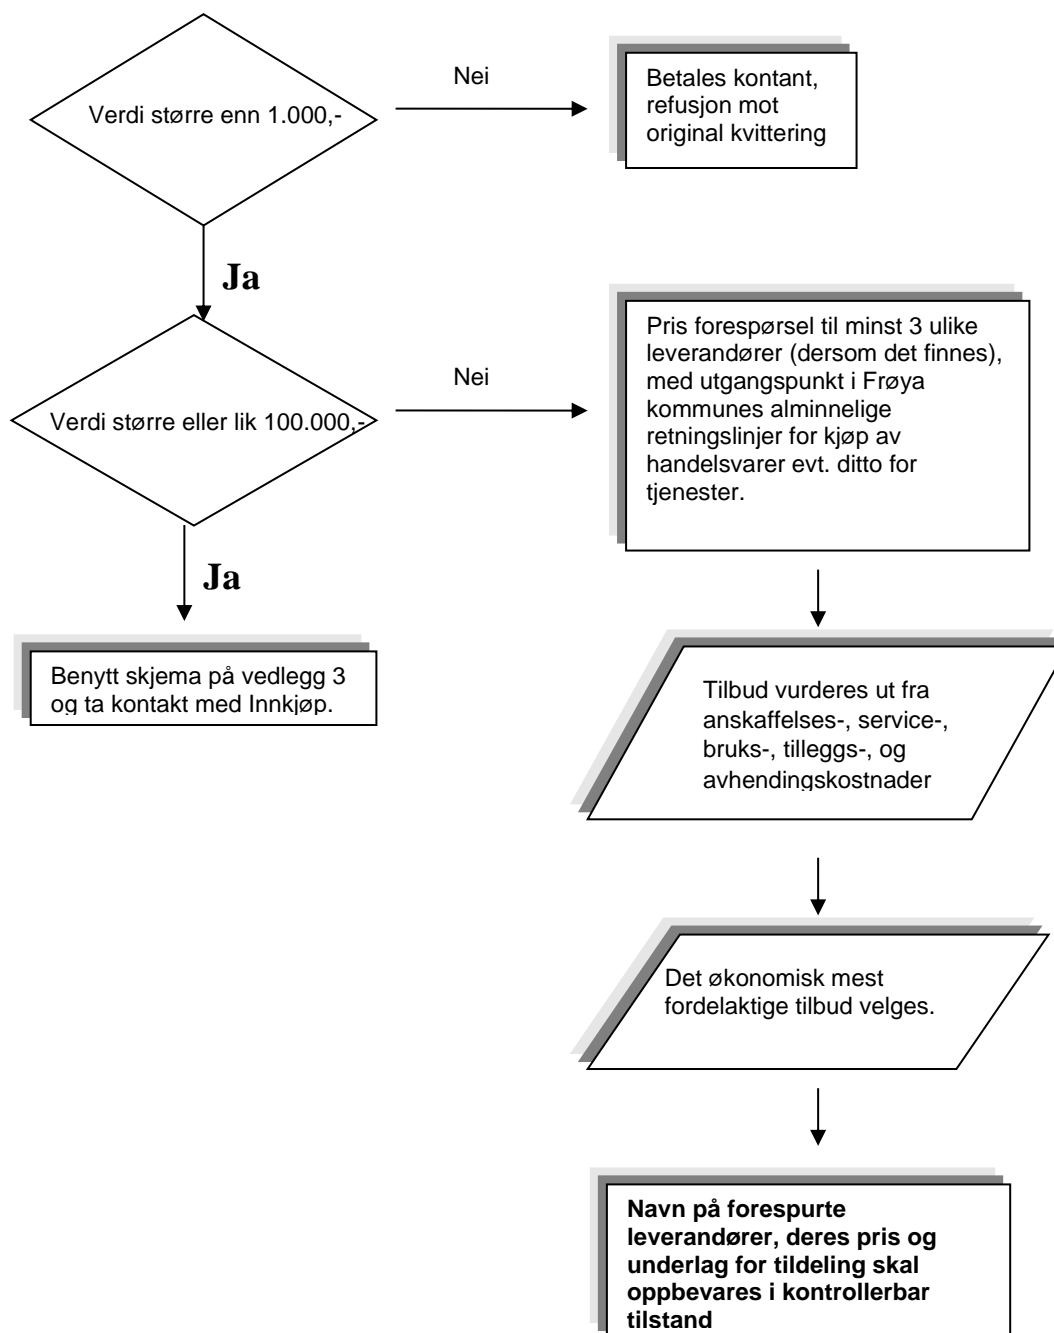 Verdi større enn 1.000,-
Nei
Betales kontant,
refusjon mot
original kvittering
Ja
Verdi større eller lik 100.000,-
Nei
Pris forespørsel til minst 3 ulike
leverandører (dersom det finnes),
med utgangspunkt i Frøya
kommunes alminnelige
retningslinjer for kjøp av
handelsvarer evt. ditto for
tjenester.
Ja
Benytt skjema på vedlegg 3
og ta kontakt med Innkjøp.
Tilbud vurderes ut fra
anskaffelses-, service-,
bruks-, tilleggs-, og
avhendingskostnader
Det økonomisk mest
fordelaktige tilbud velges.
Navn på forespurte
leverandører, deres pris og
underlag for tildeling skal
oppbevares i kontrollerbar
tilstand